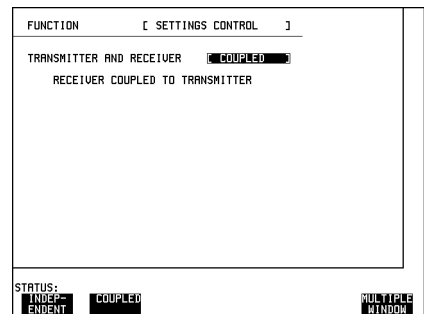 FUNCTION [ SETTINGS CONTROL ]
TRANSMITTER AND RECEIVER [ COUPLED ]
RECEIVER COUPLED TO TRANSMITTER
STATUS:
INDEP-
ENDENT
COUPLED
MULTIPLE
WINDOW